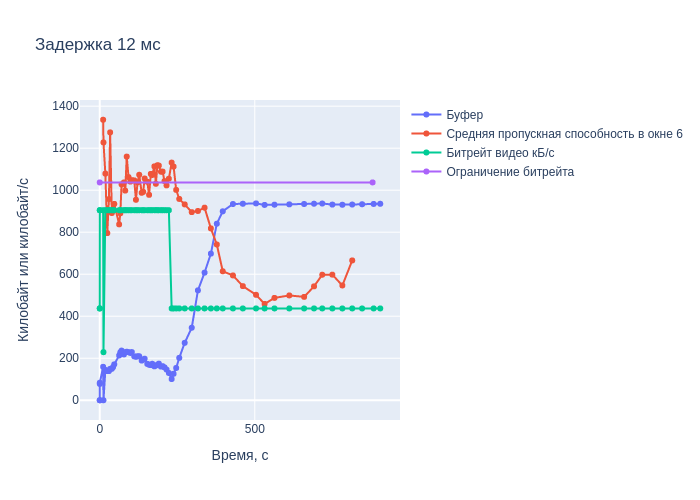 Задержка 12 мс
1400
1200
1000
800
600
400
200
0
0
500
Время, с
Килобайт или килобайт/с
Буфер
Средняя пропускная способность в окне 6
Битрейт видео кБ/с
Ограничение битрейта